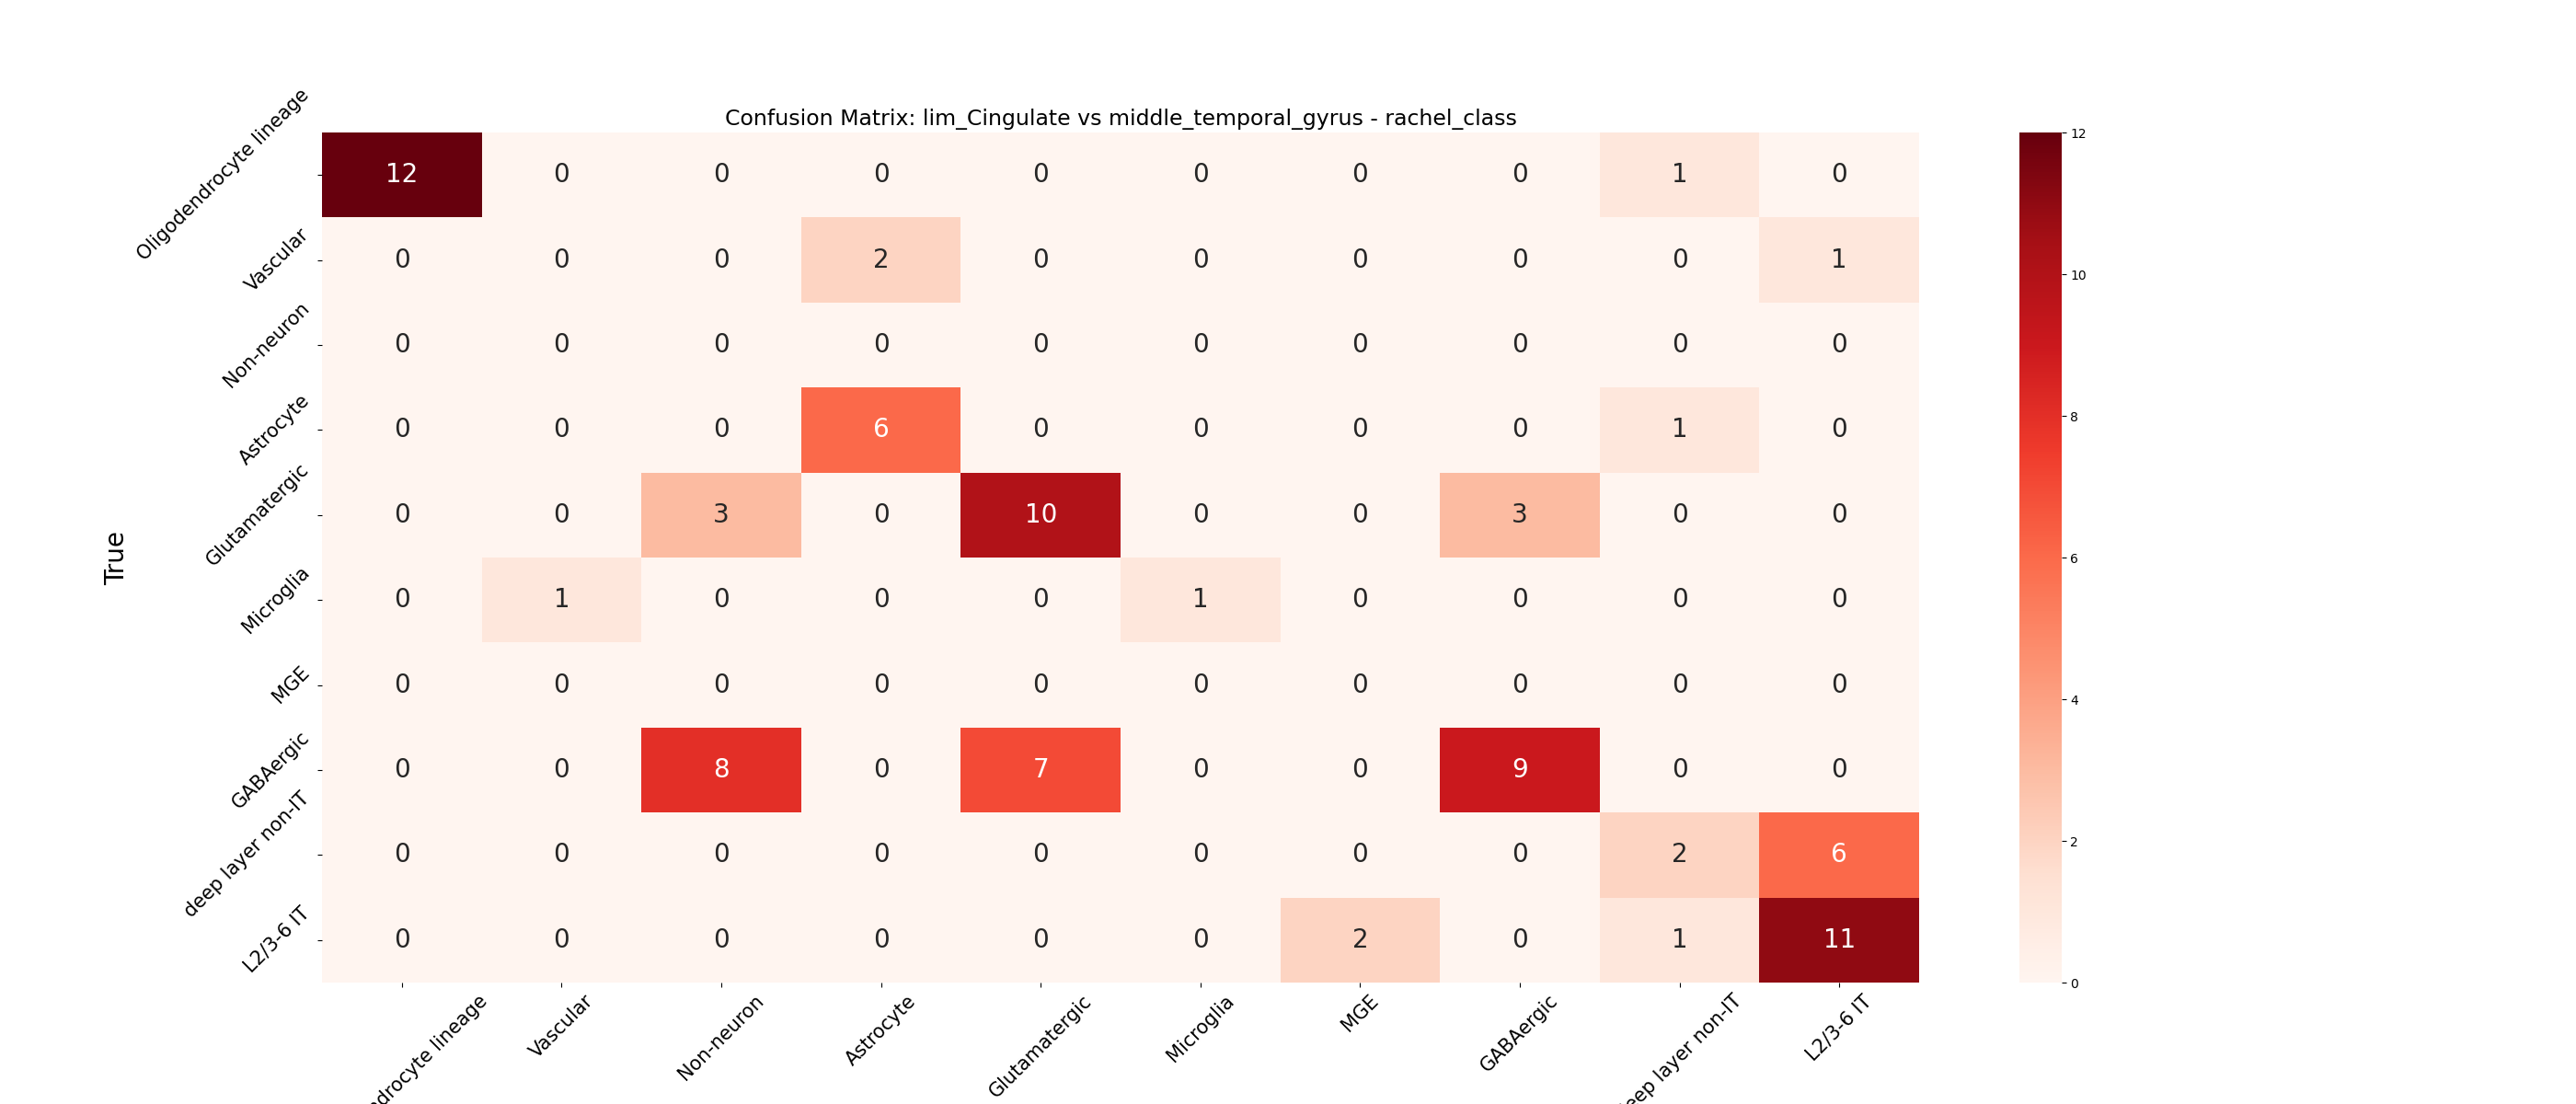 Confusion Matrix: lim_Cingulate vs middle_temporal_gyrus - rachel_class
True
Oligodendrocyte lineage 12 0 0 0 0 0 0 0 1 0
Vascular 0 0 0 2 0 0 0 0 0 1
Non-neuron 0 0 0 0 0 0 0 0 0 0
Astrocyte 0 0 0 6 0 0 0 0 1 0
Glutamatergic 0 0 3 0 10 0 0 3 0 0
Microglia 0 1 0 0 0 1 0 0 0 0
MGE 0 0 0 0 0 0 0 0 0 0
GABAergic 0 0 8 0 7 0 0 9 0 0
deep layer non-IT 0 0 0 0 0 0 0 0 2 6
L2/3-6 IT 0 0 0 0 0 0 2 0 1 11
ndrocyte lineage Vascular Non-neuron Astrocyte Glutamatergic Microglia MGE GABAergic eep layer non-IT L2/3-6 IT
12
10
8
6
4
2
0